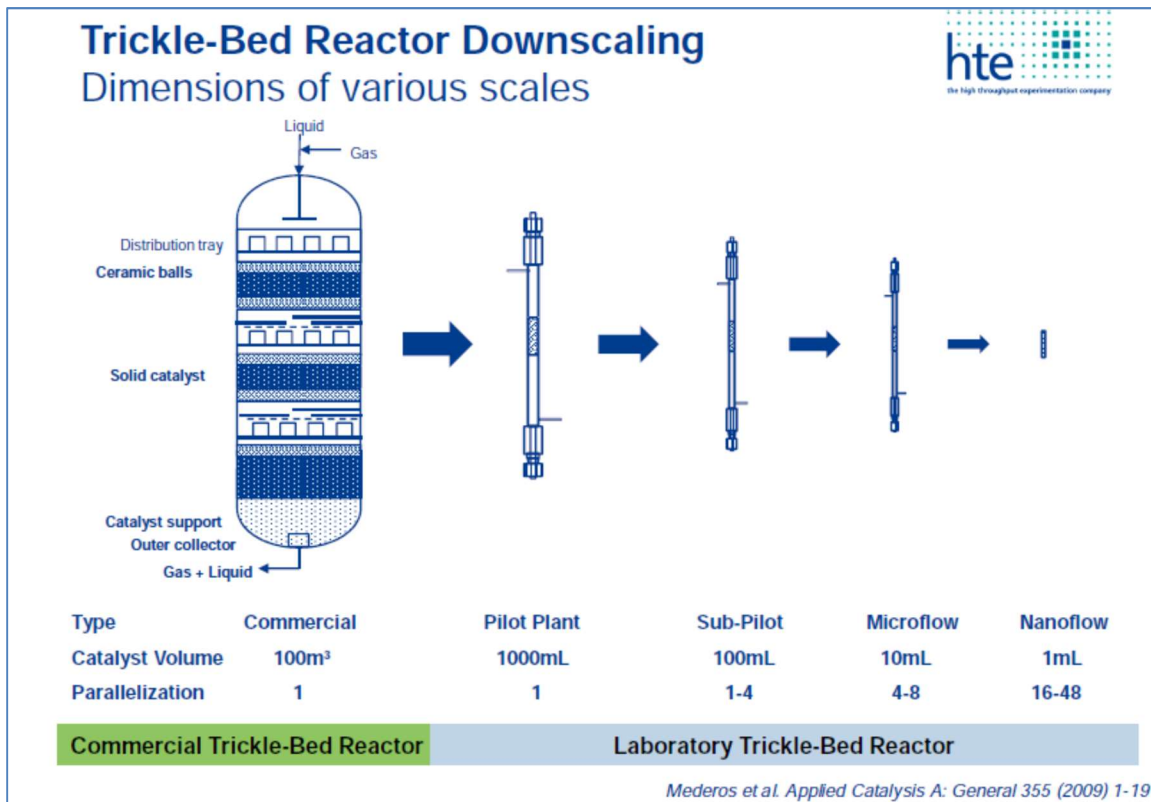 Trickle-Bed Reactor Downscaling
Dimensions of various scales
hte
the high throughput experimentation company
Liquid
Gas
Distribution tray
Ceramic balls
Solid catalyst
Catalyst support
Outer collector
Gas + Liquid
Type Commercial Pilot Plant Sub-Pilot Microflow Nanoflow
Catalyst Volume 100m³ 1000mL 100mL 10mL 1mL
Parallelization 1 1 1-4 4-8 16-48
Commercial Trickle-Bed Reactor Laboratory Trickle-Bed Reactor
Mederos et al. Applied Catalysis A: General 355 (2009) 1-19